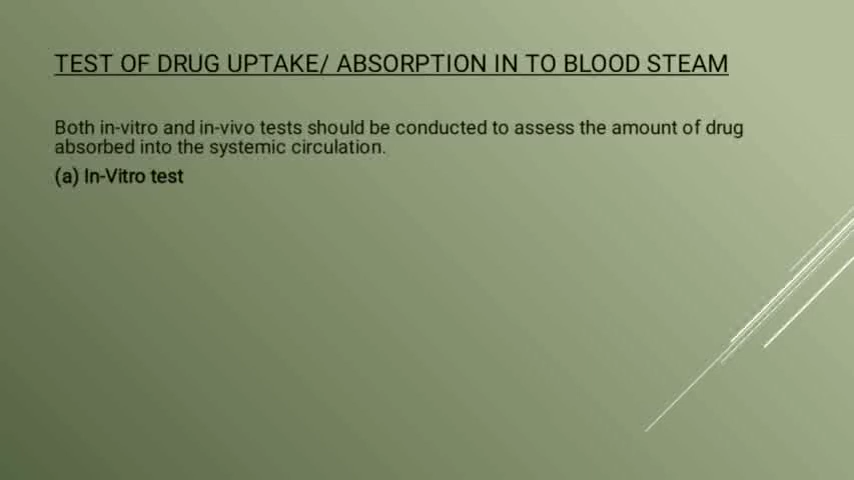 TEST OF DRUG UPTAKE/ ABSORPTION IN TO BLOOD STEAM
Both in-vitro and in-vivo tests should be conducted to assess the amount of drug
absorbed into the systemic circulation.
(a) In-Vitro test